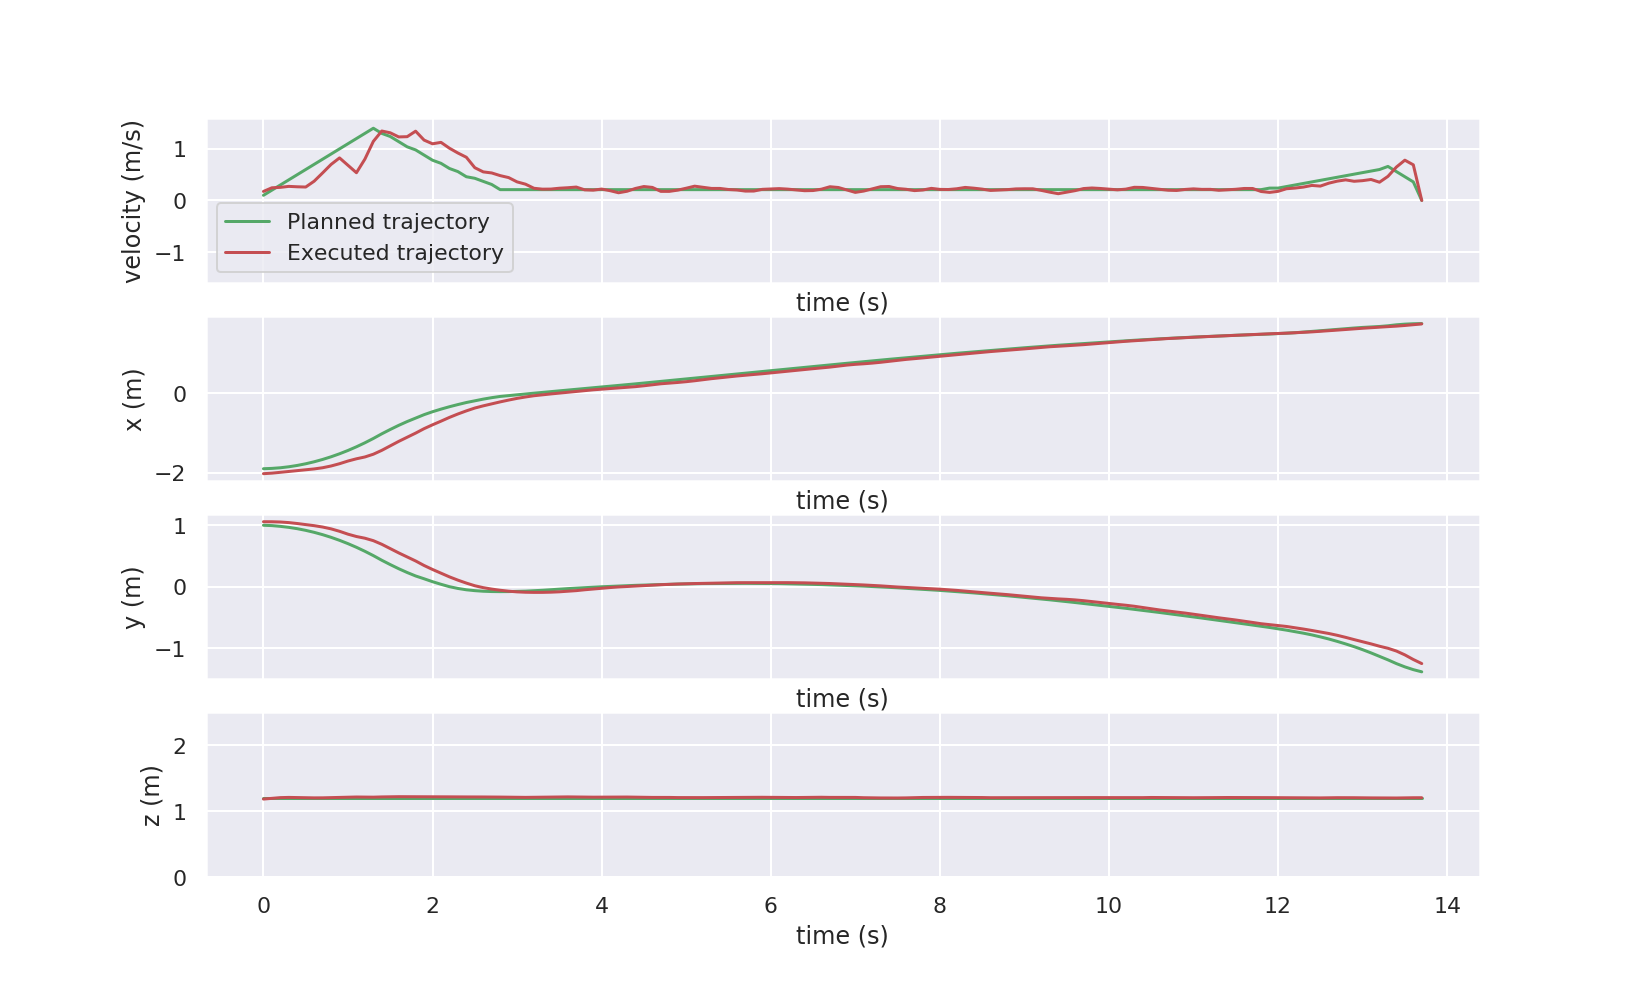 velocity (m/s)
1
0
−1
Planned trajectory
Executed trajectory
time (s)
x (m)
0
−2
time (s)
y (m)
1
0
−1
time (s)
z (m)
2
1
0
0 2 4 6 8 10 12 14
time (s)